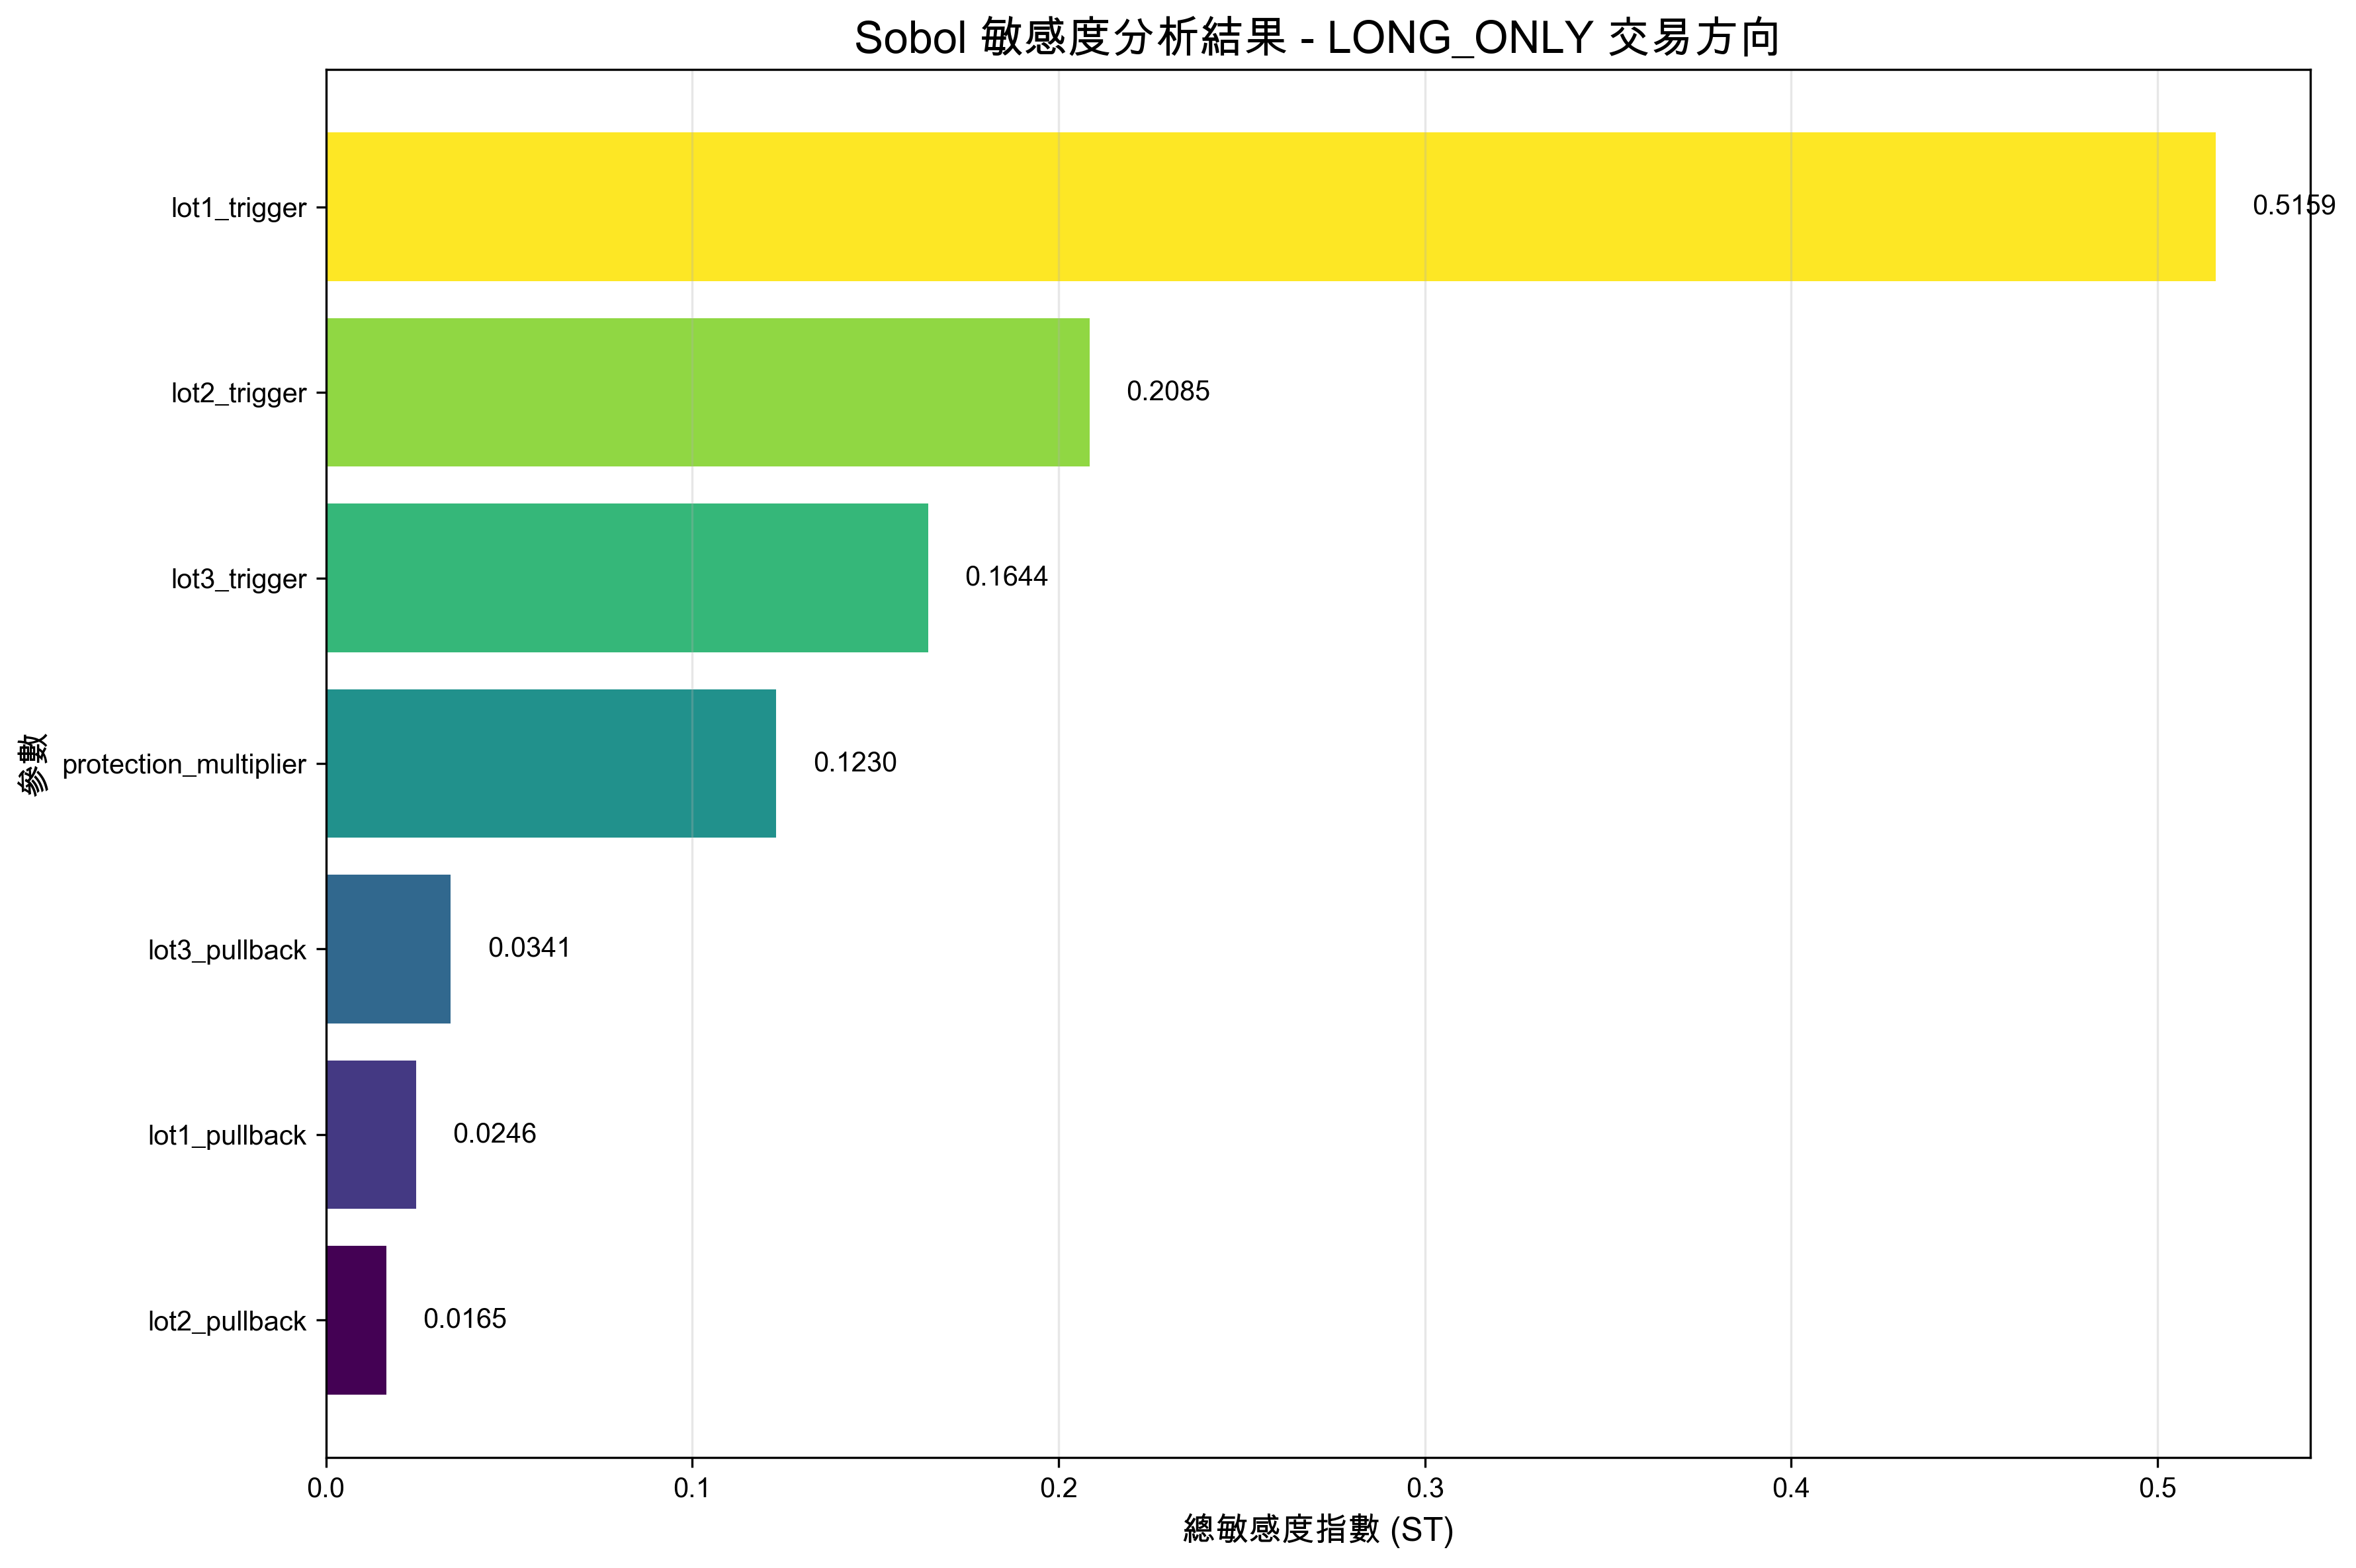 Sobol 敏感度分析結果 - LONG_ONLY 交易方向
參數
lot1_trigger
0.5159
lot2_trigger
0.2085
lot3_trigger
0.1644
protection_multiplier
0.1230
lot3_pullback
0.0341
lot1_pullback
0.0246
lot2_pullback
0.0165
0.0 0.1 0.2 0.3 0.4 0.5
總敏感度指數 (ST)